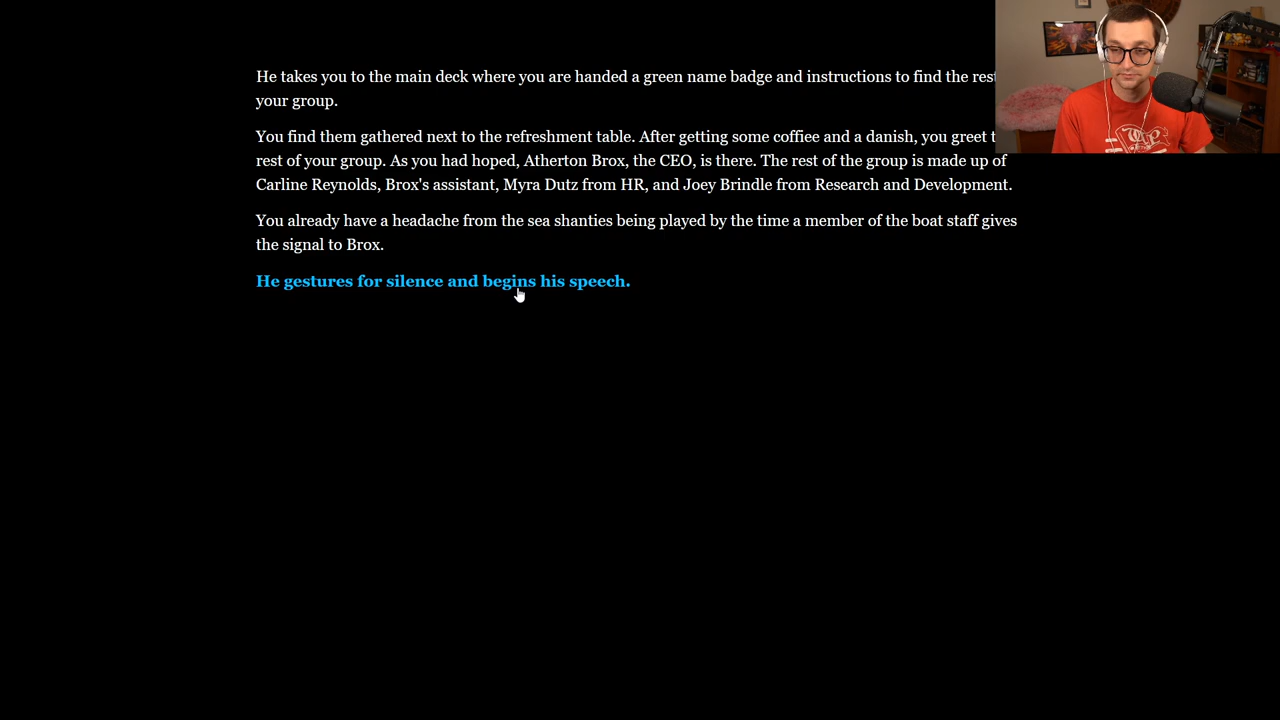 He takes you to the main deck where you are handed a green name badge and instructions to find the rest
your group.
You find them gathered next to the refreshment table. After getting some coffee and a danish, you greet
rest of your group. As you had hoped, Atherton Brox, the CEO, is there. The rest of the group is made up of
Carline Reynolds, Brox's assistant, Myra Dutz from HR, and Joey Brindle from Research and Development.
You already have a headache from the sea shanties being played by the time a member of the boat staff gives
the signal to Brox.
He gestures for silence and begins his speech.